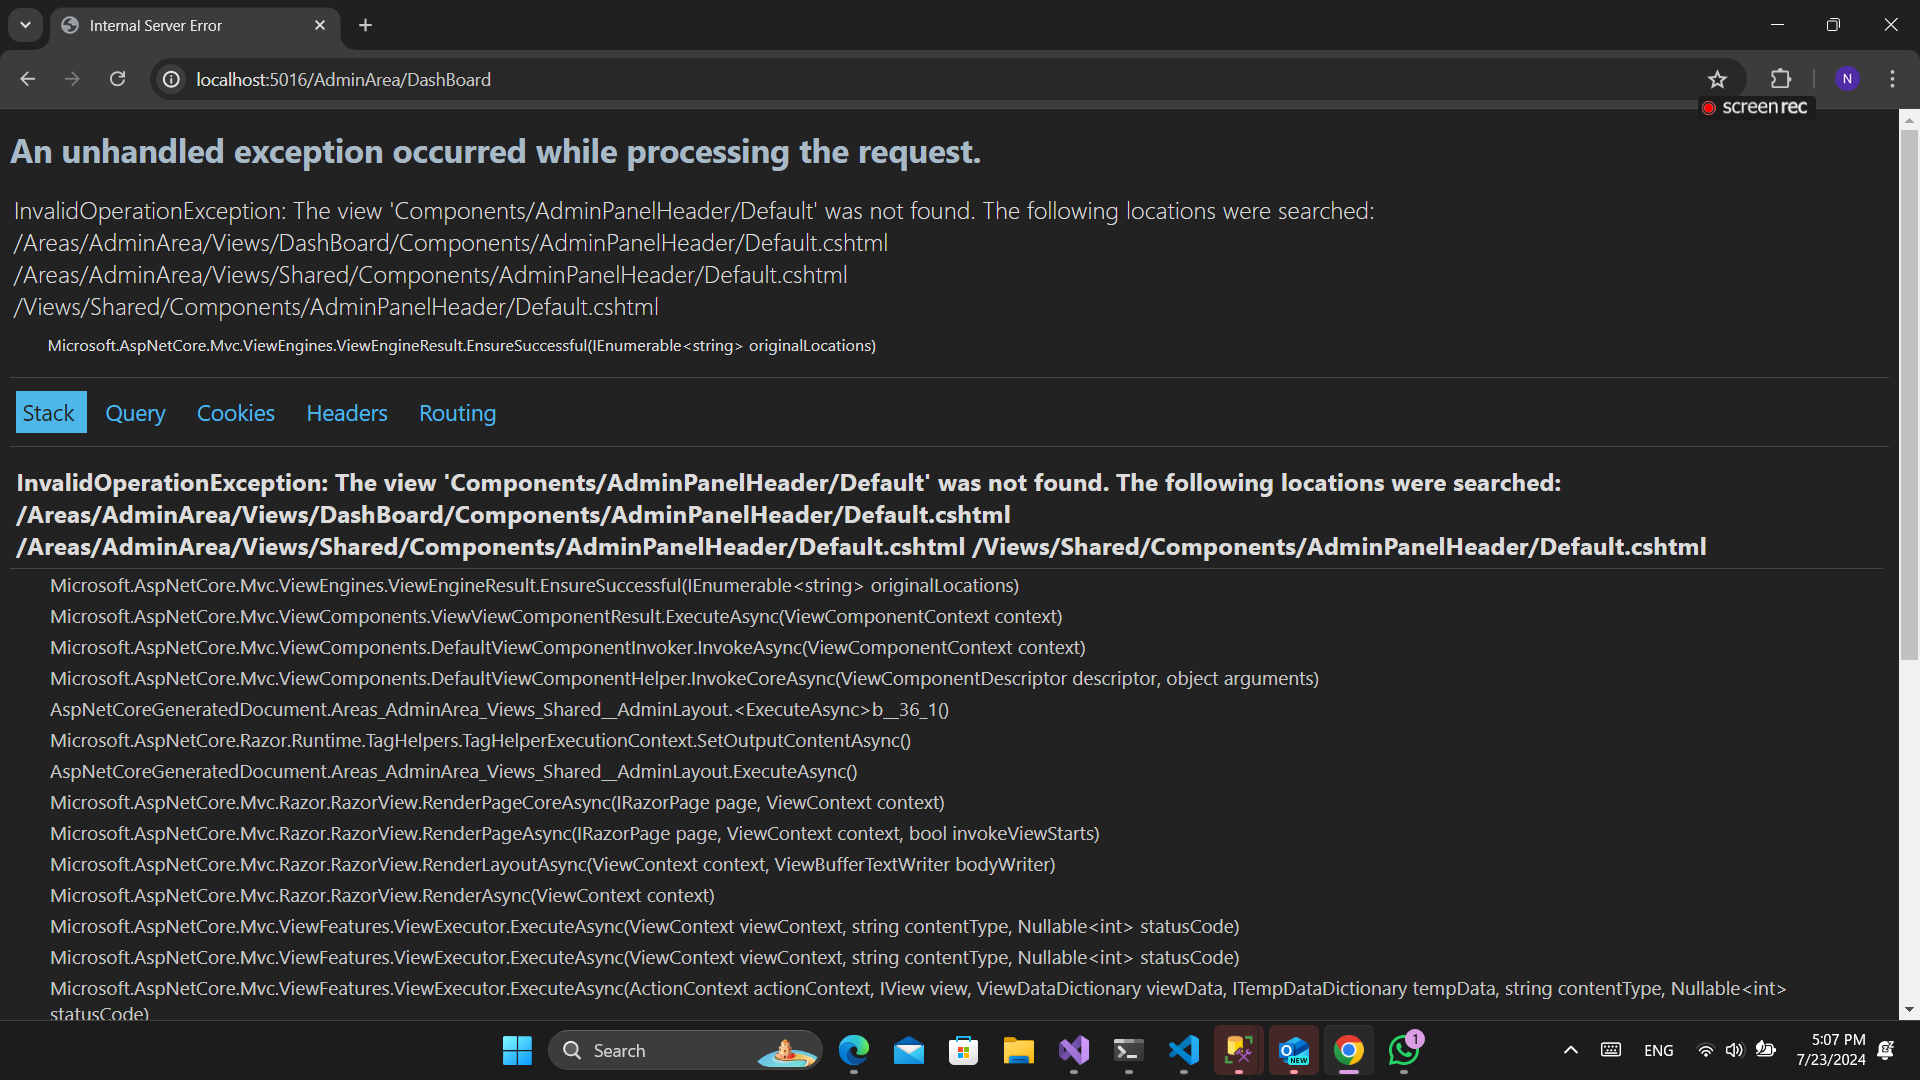 Internal Server Error
localhost:5016/AdminArea/DashBoard
N
screenrec
An unhandled exception occurred while processing the request.
InvalidOperationException: The view 'Components/AdminPanelHeader/Default' was not found. The following locations were searched:
/Areas/AdminArea/Views/DashBoard/Components/AdminPanelHeader/Default.cshtml
/Areas/AdminArea/Views/Shared/Components/AdminPanelHeader/Default.cshtml
/Views/Shared/Components/AdminPanelHeader/Default.cshtml
Microsoft.AspNetCore.Mvc.ViewEngines.ViewEngineResult.EnsureSuccessful(IEnumerable<string> originalLocations)
Stack Query Cookies Headers Routing
InvalidOperationException: The view 'Components/AdminPanelHeader/Default' was not found. The following locations were searched:
/Areas/AdminArea/Views/DashBoard/Components/AdminPanelHeader/Default.cshtml
/Areas/AdminArea/Views/Shared/Components/AdminPanelHeader/Default.cshtml /Views/Shared/Components/AdminPanelHeader/Default.cshtml
Microsoft.AspNetCore.Mvc.ViewEngines.ViewEngineResult.EnsureSuccessful(IEnumerable<string> originalLocations)
Microsoft.AspNetCore.Mvc.ViewComponents.ViewViewComponentResult.ExecuteAsync(ViewComponentContext context)
Microsoft.AspNetCore.Mvc.ViewComponents.DefaultViewComponentInvoker.InvokeAsync(ViewComponentContext context)
Microsoft.AspNetCore.Mvc.ViewComponents.DefaultViewComponentHelper.InvokeCoreAsync(ViewComponentDescriptor descriptor, object arguments)
AspNetCoreGeneratedDocument.Areas_AdminArea_Views_Shared__AdminLayout.<ExecuteAsync>b__36_1()
Microsoft.AspNetCore.Razor.Runtime.TagHelpers.TagHelperExecutionContext.SetOutputContentAsync()
AspNetCoreGeneratedDocument.Areas_AdminArea_Views_Shared__AdminLayout.ExecuteAsync()
Microsoft.AspNetCore.Mvc.Razor.RazorView.RenderPageCoreAsync(IRazorPage page, ViewContext context)
Microsoft.AspNetCore.Mvc.Razor.RazorView.RenderPageAsync(IRazorPage page, ViewContext context, bool invokeViewStarts)
Microsoft.AspNetCore.Mvc.Razor.RazorView.RenderLayoutAsync(ViewContext context, ViewBufferTextWriter bodyWriter)
Microsoft.AspNetCore.Mvc.Razor.RazorView.RenderAsync(ViewContext context)
Microsoft.AspNetCore.Mvc.ViewFeatures.ViewExecutor.ExecuteAsync(ViewContext viewContext, string contentType, Nullable<int> statusCode)
Microsoft.AspNetCore.Mvc.ViewFeatures.ViewExecutor.ExecuteAsync(ViewContext viewContext, string contentType, Nullable<int> statusCode)
Microsoft.AspNetCore.Mvc.ViewFeatures.ViewExecutor.ExecuteAsync(ActionContext actionContext, IView view, ViewDataDictionary viewData, ITempDataDictionary tempData, string contentType, Nullable<int>
statusCode)
Search
NEW
1
ENG
5:07 PM
7/23/2024